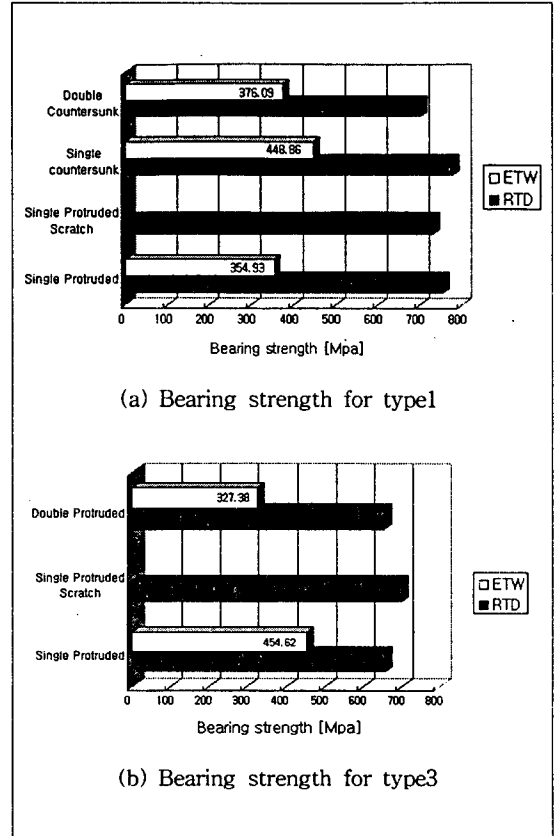 Double
Countersunk
376.09
Single
countersunk
448.86
Single Protruded
Scratch
Single Protruded
354.93
ETW
RTD
0 100 200 300 400 500 600 700 800
Bearing strength [Mpa]
(a) Bearing strength for type1
Double Protruded
327.38
Single Protruded
Scratch
Single Protruded
454.62
ETW
RTD
0 100 200 300 400 500 600 700 800
Bearing strength [Mpa]
(b) Bearing strength for type3